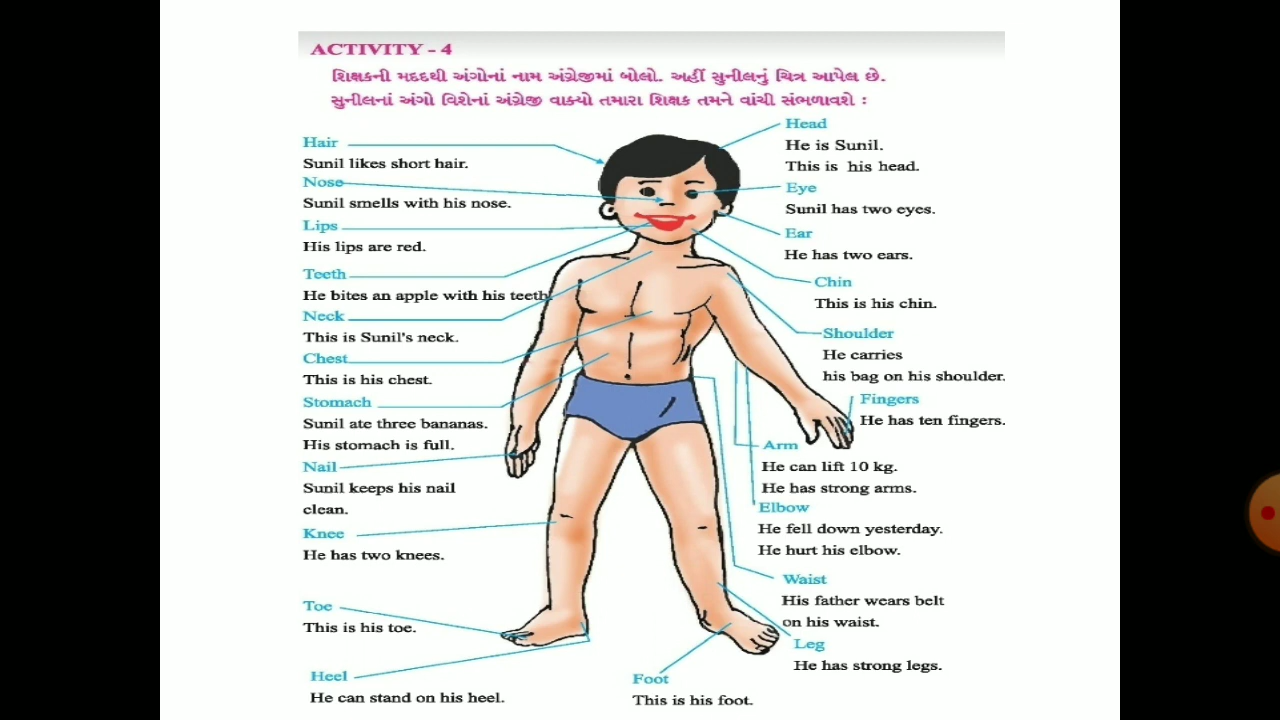 ACTIVITY - 4
શિક્ષકની મદદથી અંગોનાં નામ અંગ્રેજીમાં બોલો. અહીં સુનીલનું ચિત્ર આપેલ છે.
સુનીલનાં અંગો વિશેનાં અંગ્રેજી વાક્યો તમારા શિક્ષક તમને વાંચી સંભળાવશે :
Hair
Sunil likes short hair.
Nose
Sunil smells with his nose.
Lips
His lips are red.
Teeth
He bites an apple with his teeth
Neck
This is Sunil's neck.
Chest
This is his chest.
Stomach
Sunil ate three bananas.
His stomach is full.
Nail
Sunil keeps his nail
clean.
Knee
He has two knees.
Toe
This is his toe.
Heel
He can stand on his heel.
Head
He is Sunil.
This is his head.
Eye
Sunil has two eyes.
Ear
He has two ears.
Chin
This is his chin.
Shoulder
He carries
his bag on his shoulder.
Fingers
He has ten fingers.
Arm
He can lift 10 kg.
He has strong arms.
Elbow
He fell down yesterday.
He hurt his elbow.
Waist
His father wears belt
on his waist.
Leg
He has strong legs.
Foot
This is his foot.